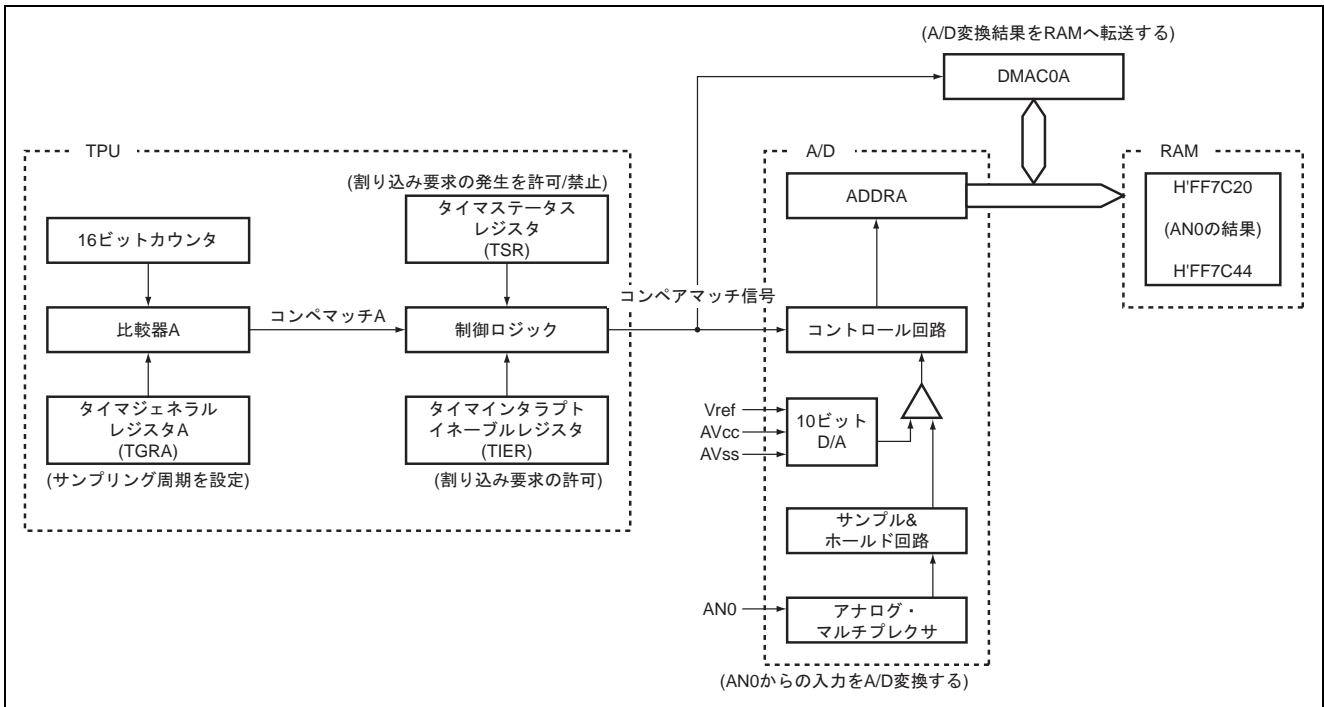 (A/D変換結果をRAMへ転送する)
DMAC0A
TPU
(割り込み要求の発生を許可/禁止)
タイマステータス
レジスタ
(TSR)
16ビットカウンタ
比較器A
コンペマッチA
制御ロジック
コンペアマッチ信号
タイマジェネラル
レジスタA
(TGRA)
(サンプリング周期を設定)
タイマインタラプト
イネーブルレジスタ
(TIER)
(割り込み要求の許可)
A/D
ADDRA
コントロール回路
Vref
AVcc
AVss
10ビット
D/A
サンプル&
ホールド回路
AN0
アナログ・
マルチプレクサ
(AN0からの入力をA/D変換する)
RAM
H'FF7C20
(AN0の結果)
H'FF7C44